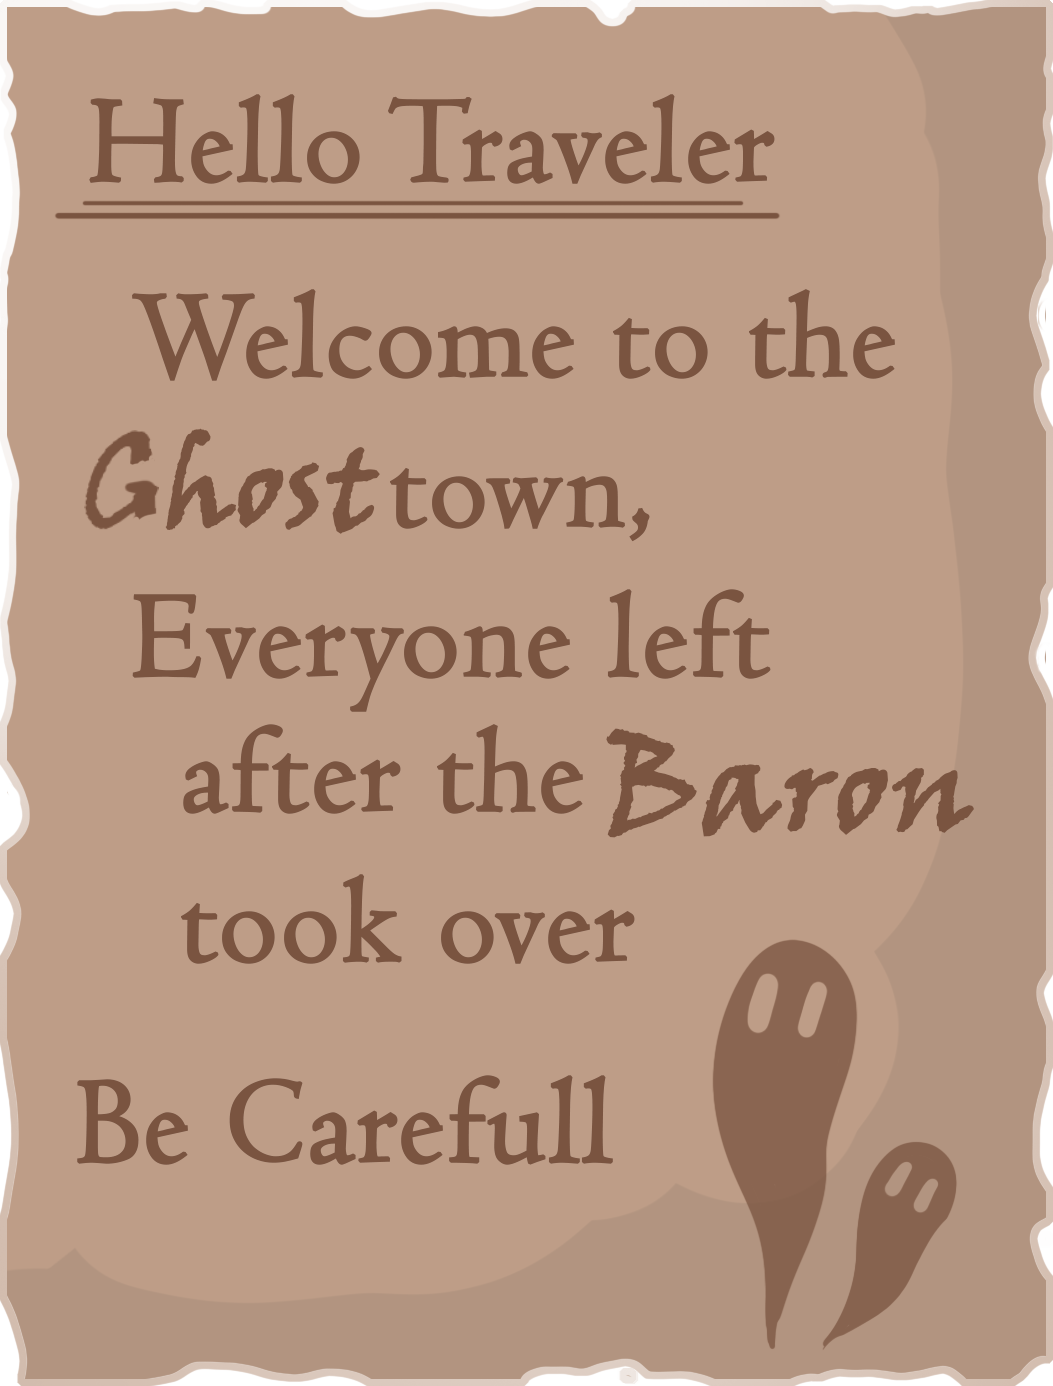 Hello Traveler
Welcome to the
Ghost town,
Everyone left
after the Baron
took over
Be Carefull